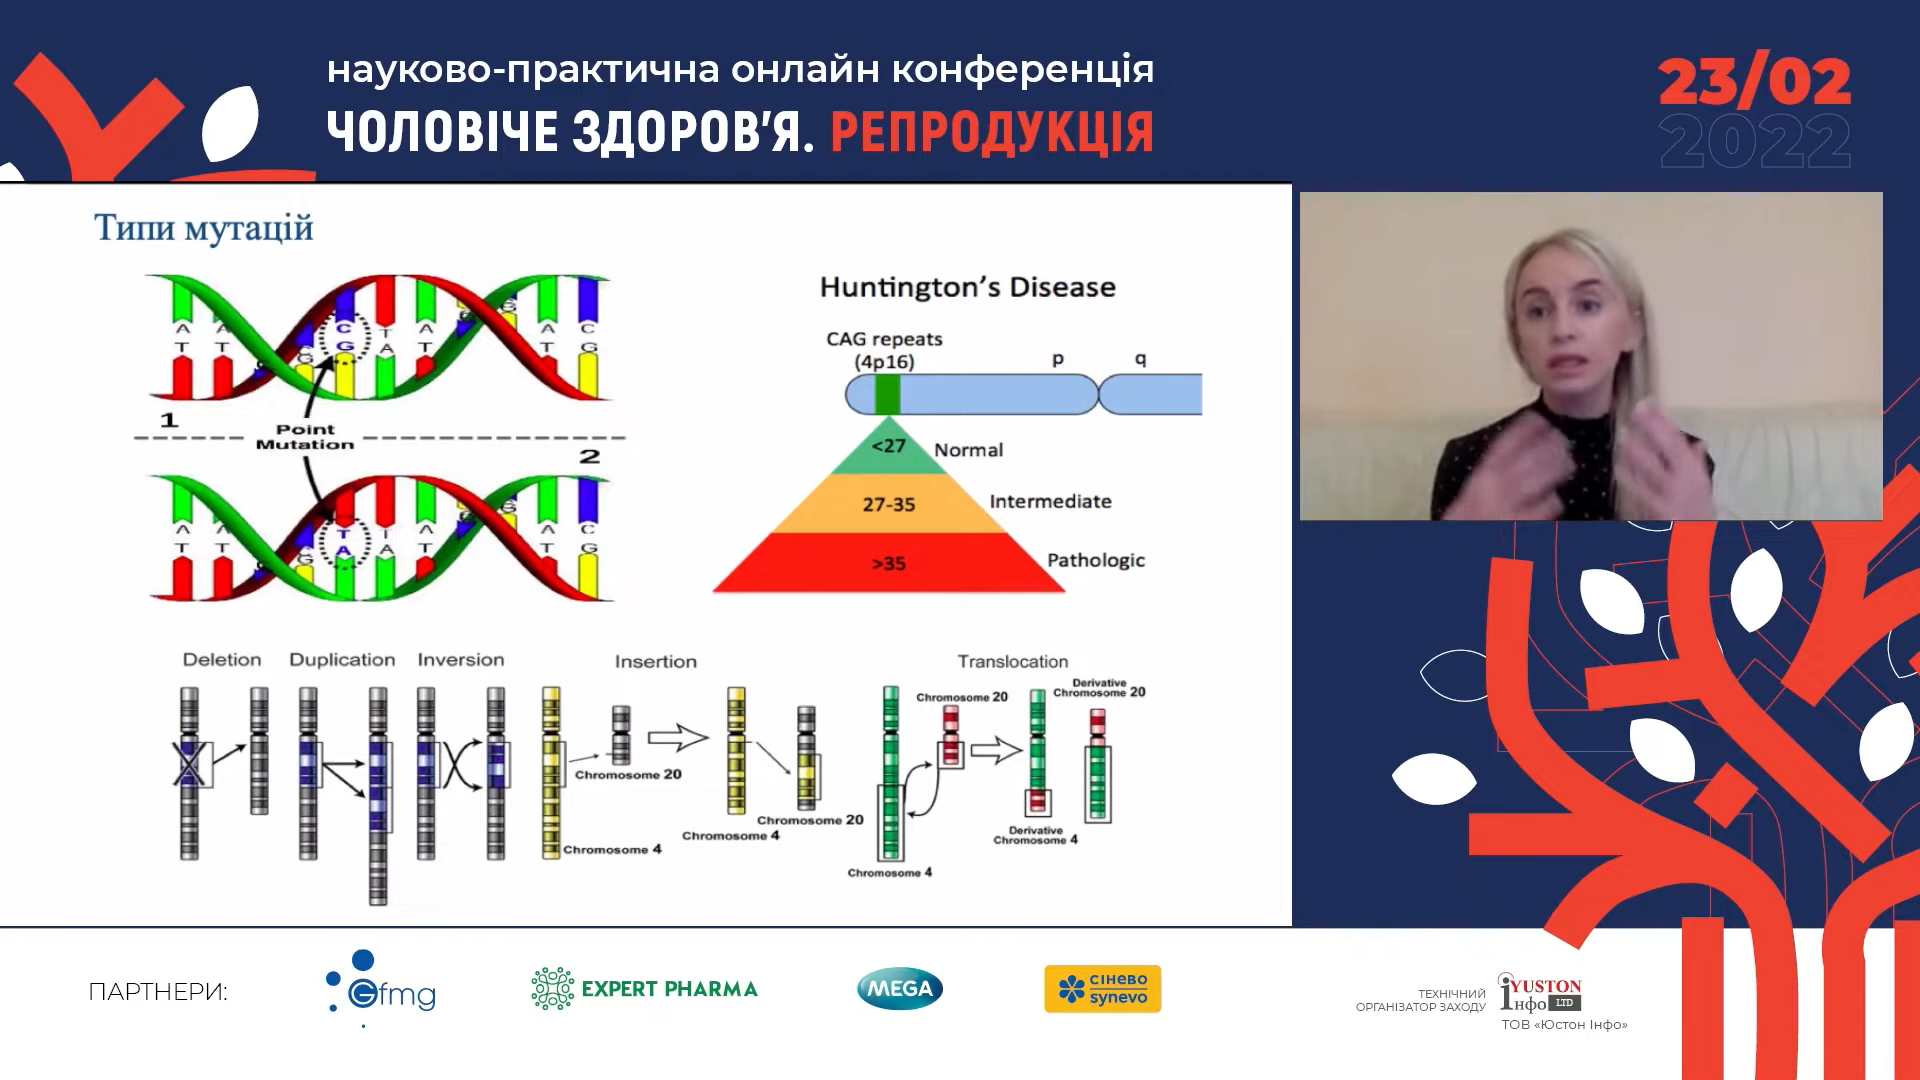 науково-практична онлайн конференція
ЧОЛОВІЧЕ ЗДОРОВ'Я. РЕПРОДУКЦІЯ
23/02
2022
Типи мутацій
A A C T A G A C
T T G G A T T G
1
Point
Mutation
2
A A T A A C
T T C G A T T G
Huntington's Disease
CAG repeats
(4p16)
p q
<27 Normal
27-35 Intermediate
>35 Pathologic
Deletion Duplication Inversion Insertion Translocation
Chromosome 20
Chromosome 4
Chromosome 20
Chromosome 4
Chromosome 20
Chromosome 4
Derivative
Chromosome 20
Derivative
Chromosome 4
ПАРТНЕРИ:
Gfmg
EXPERT PHARMA
MEGA
СІНЕВО
synevo
ТЕХНІЧНИЙ
ОРГАНІЗАТОР ЗАХОДУ
iYUSTON
Інфо LTD
ТОВ «Юстон Інфо»